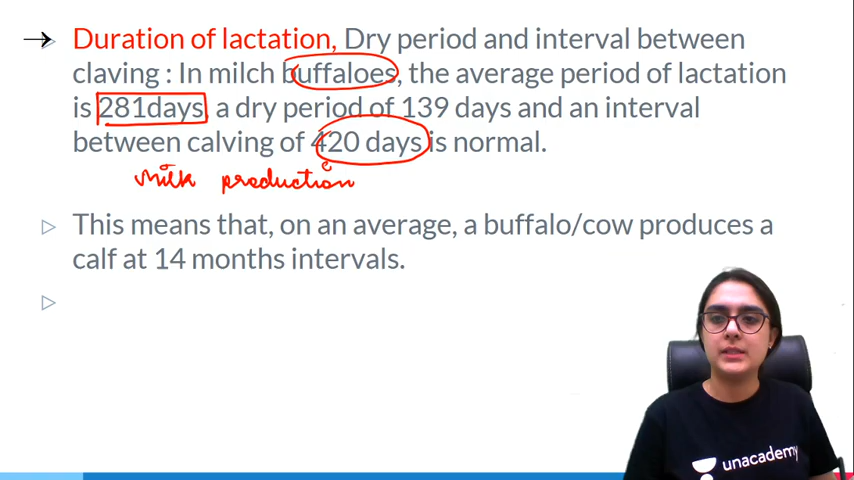 Duration of lactation, Dry period and interval between
claving : In milch buffaloes, the average period of lactation
is 281days, a dry period of 139 days and an interval
between calving of 420 days is normal.
Milk production
This means that, on an average, a buffalo/cow produces a
calf at 14 months intervals.
unacademy